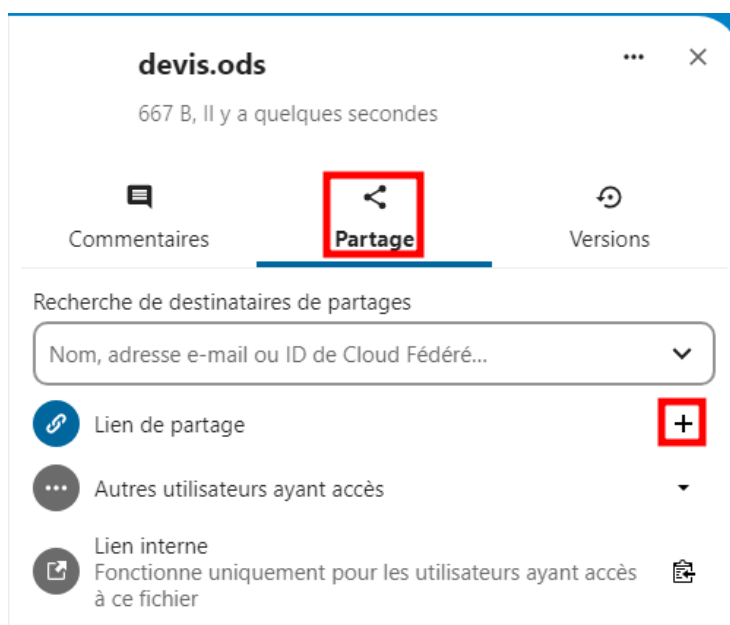 devis.ods
667 B, Il y a quelques secondes
Commentaires
Partage
Versions
Recherche de destinataires de partages
Nom, adresse e-mail ou ID de Cloud Fédéré...
Lien de partage
Autres utilisateurs ayant accès
Lien interne
Fonctionne uniquement pour les utilisateurs ayant accès
à ce fichier